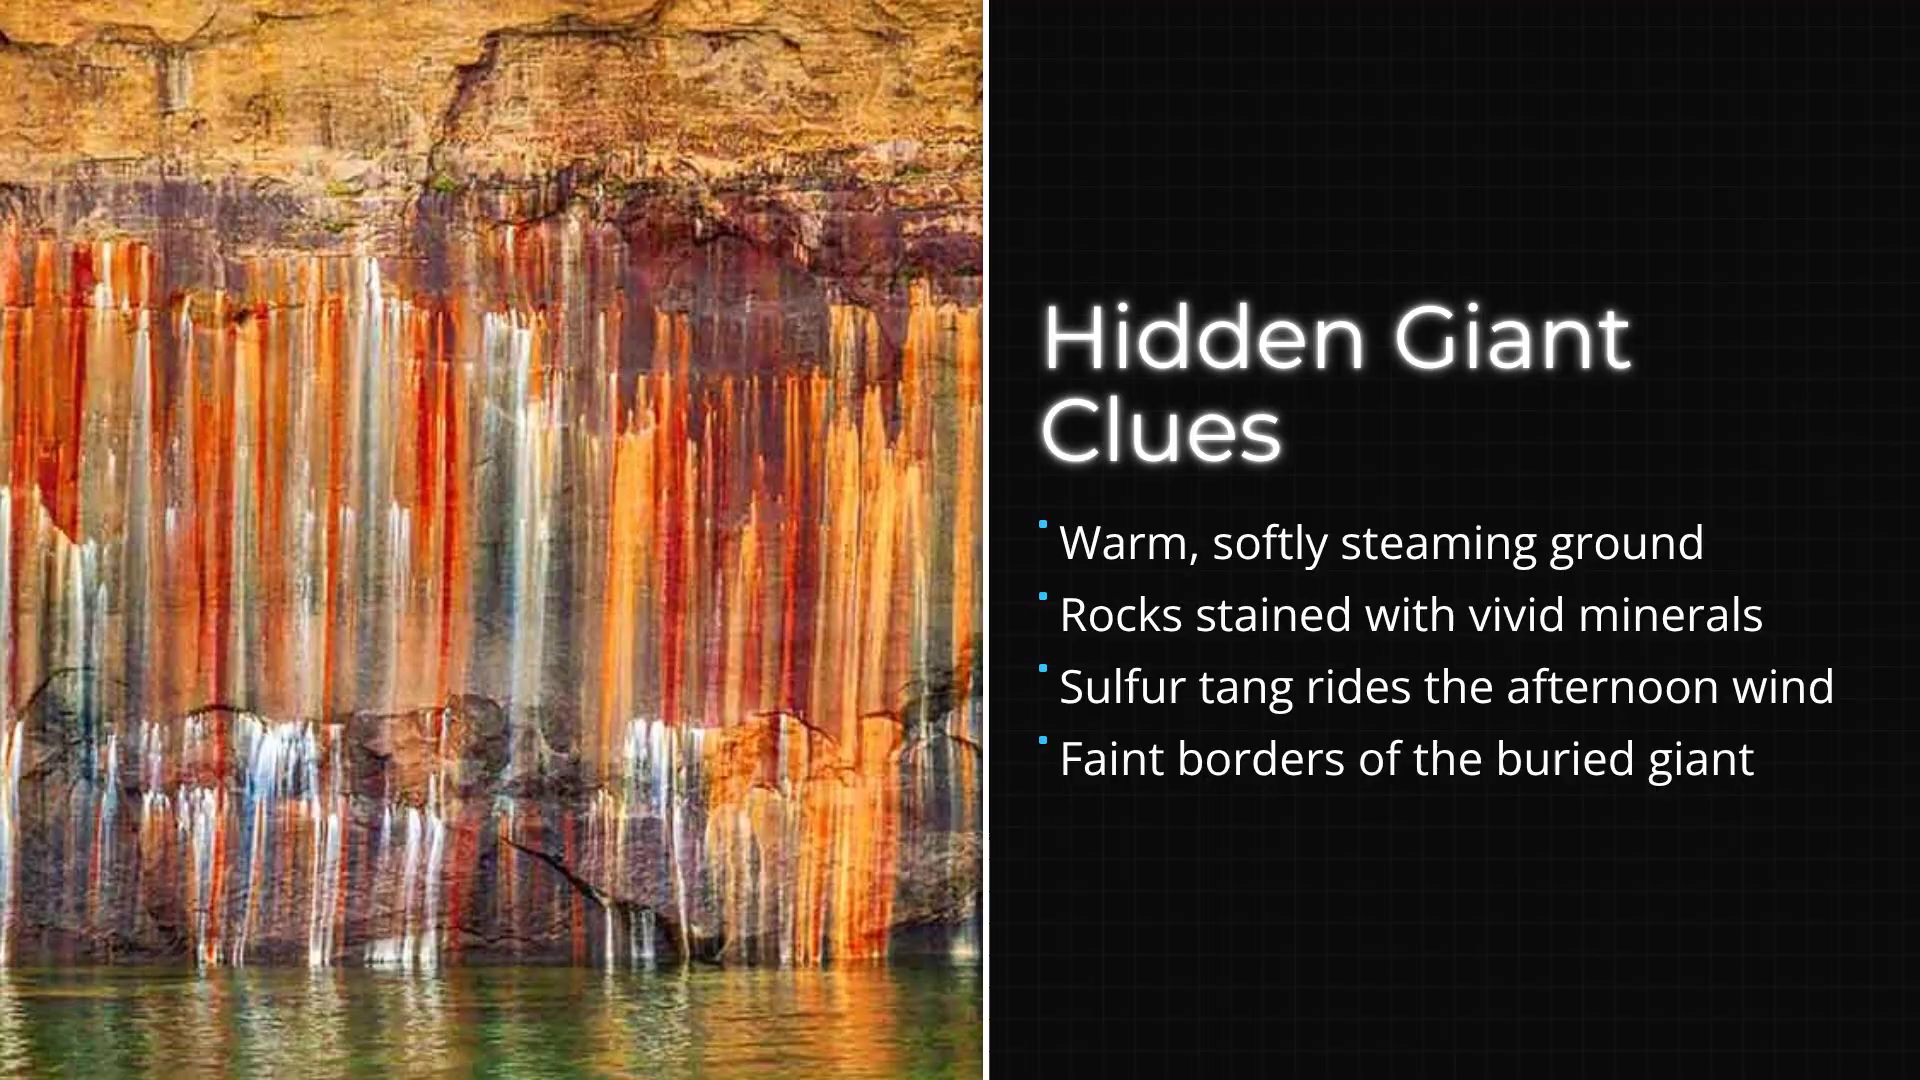 Hidden Giant
Clues
Warm, softly steaming ground
Rocks stained with vivid minerals
Sulfur tang rides the afternoon wind
Faint borders of the buried giant